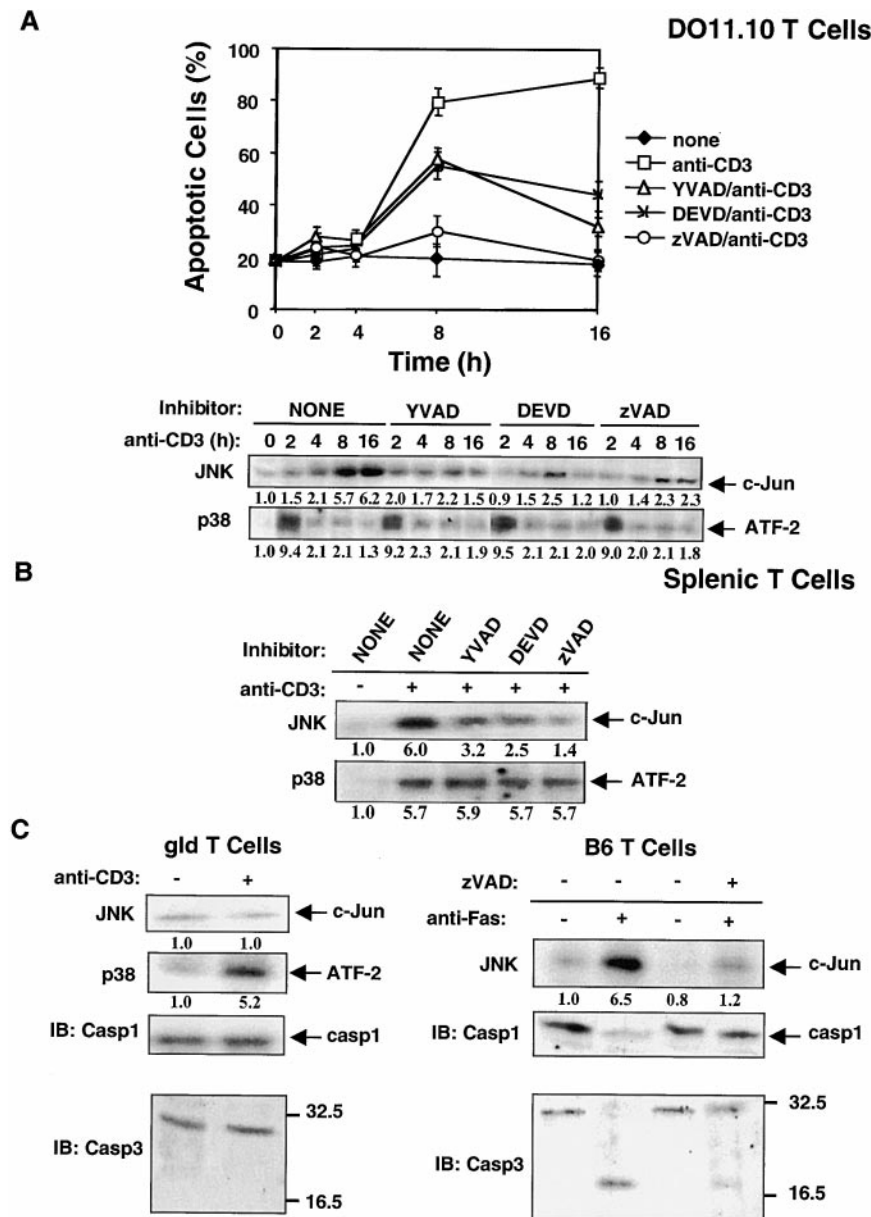 A
DO11.10 T Cells
Apoptotic Cells (%)
100
80
60
40
20
0
0 2 4 8 16
Time (h)
none
anti-CD3
YVAD/anti-CD3
DEVD/anti-CD3
zVAD/anti-CD3
Inhibitor: NONE YVAD DEVD zVAD
anti-CD3 (h): 0 2 4 8 16 2 4 8 16 2 4 8 16 2 4 8 16
JNK c-Jun
1.0 1.5 2.1 5.7 6.2 2.0 1.7 2.2 1.5 0.9 1.5 2.5 1.2 1.0 1.4 2.3 2.3
p38 ATF-2
1.0 9.4 2.1 2.1 1.3 9.2 2.3 2.1 1.9 9.5 2.1 2.1 2.0 9.0 2.0 2.1 1.8
B
Splenic T Cells
Inhibitor: NONE NONE YVAD DEVD zVAD
anti-CD3: - + + + +
JNK c-Jun
1.0 6.0 3.2 2.5 1.4
p38 ATF-2
1.0 5.7 5.9 5.7 5.7
C
gld T Cells
anti-CD3: - +
JNK c-Jun
1.0 1.0
p38 ATF-2
1.0 5.2
IB: Casp1 casp1
IB: Casp3
32.5
16.5
B6 T Cells
zVAD: - - - +
anti-Fas: - + - +
JNK c-Jun
1.0 6.5 0.8 1.2
IB: Casp1 casp1
IB: Casp3
32.5
16.5